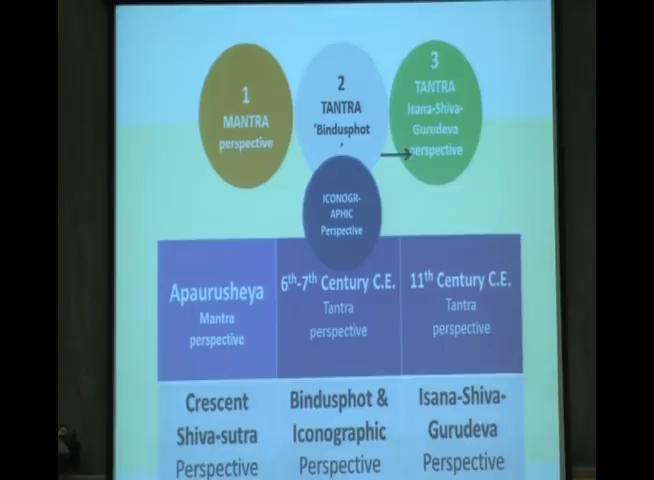 1
MANTRA
perspective
2
TANTRA
'Bindusphot
'
3
TANTRA
Isana-Shiva-
Gurudeva
perspective
ICONOGR-
APHIC
Perspective
Apaurusheya
Mantra
perspective
6th-7th Century C.E.
Tantra
perspective
11th Century C.E.
Tantra
perspective
Crescent
Shiva-sutra
Perspective
Bindusphot &
Iconographic
Perspective
Isana-Shiva-
Gurudeva
Perspective